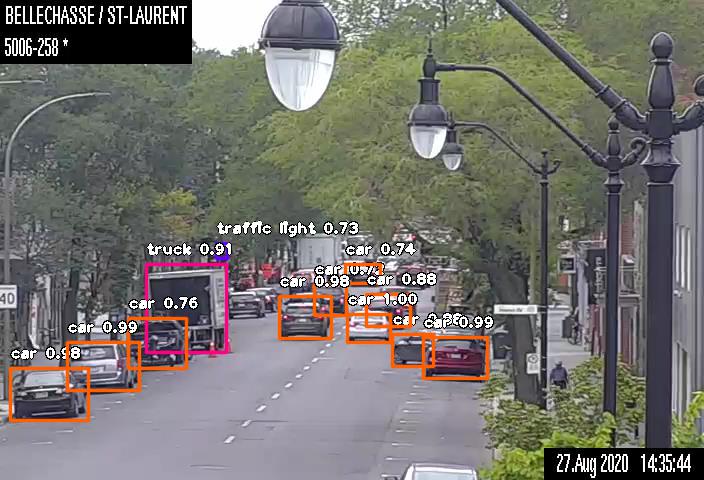 BELLECHASSE / ST-LAURENT
5006-258 *
traffic light 0.73
truck 0.91
car 0.74
car 0.98
car 0.88
car 0.76
car 1.00
car 0.99
car 0.99
car 0.98
40
27.Aug 2020 14:35:44